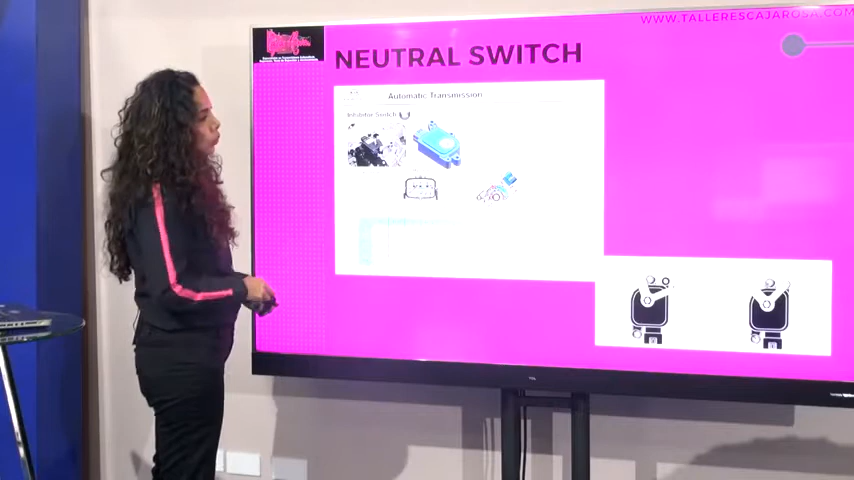 WWW.TALLERESCAJAROSA.COM
NEUTRAL SWITCH
Automatic Transmission
Inhibitor Switch